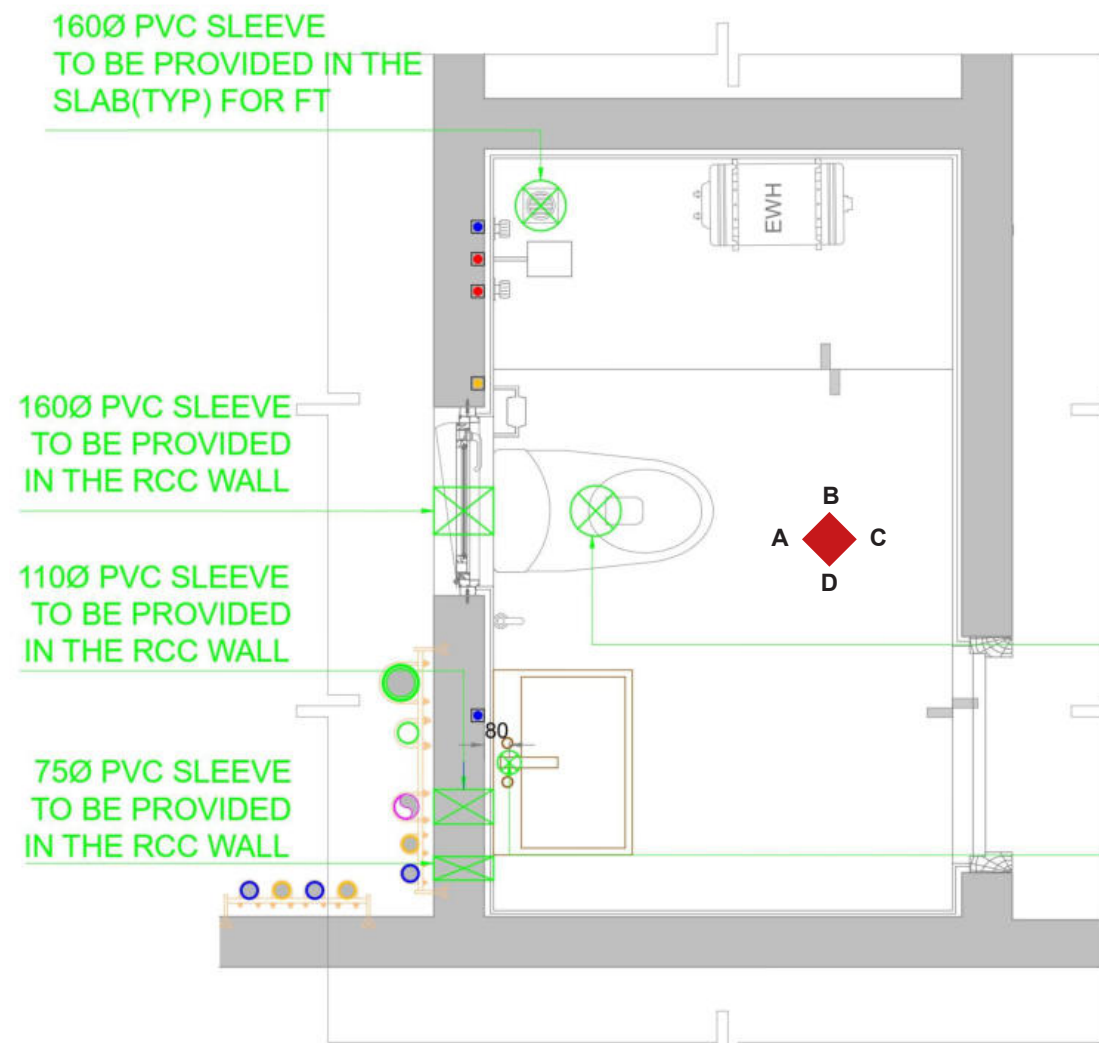 160Ø PVC SLEEVE
TO BE PROVIDED IN THE
SLAB(TYP) FOR FT
EWH
160Ø PVC SLEEVE
TO BE PROVIDED
IN THE RCC WALL
B
A
C
D
110Ø PVC SLEEVE
TO BE PROVIDED
IN THE RCC WALL
80
75Ø PVC SLEEVE
TO BE PROVIDED
IN THE RCC WALL